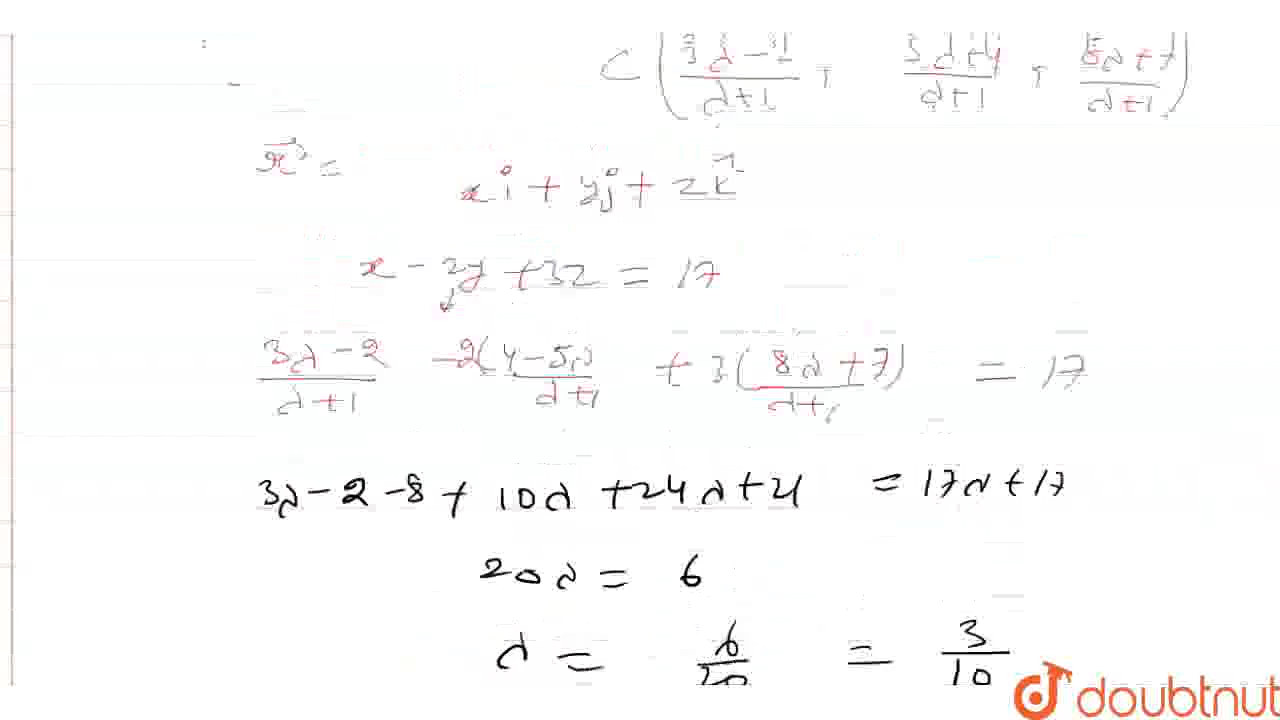 C ( 3λ-2 / λ+1 , / λ+1 , 8λ+7 / λ+1 )
x⃗ = xi + yj + zk
x - 2y + 3z = 17
3λ-2 / λ+1 -2( 4-5λ / λ+1 + 3( 8λ+7 ) / λ+1 = 17
3λ-2-8+10λ+24λ+21 = 17λ+17
20λ = 6
λ = 6/20 = 3/10
doubtnut